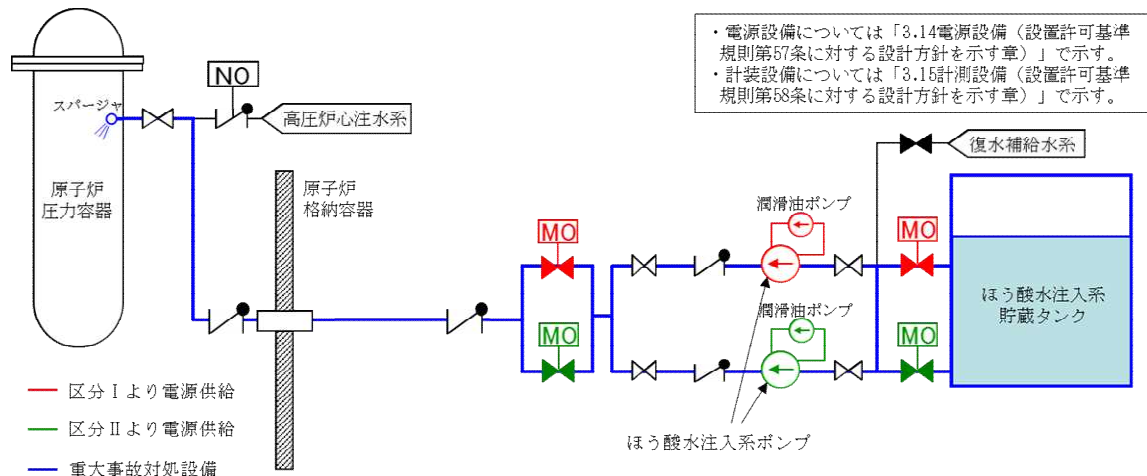 ・電源設備については「3.14電源設備（設置許可基準
規則第57条に対する設計方針を示す章）」で示す。
・計装設備については「3.15計測設備（設置許可基準
規則第58条に対する設計方針を示す章）」で示す。
NO
スパージャ
高圧炉心注水系
復水補給水系
原子炉
圧力容器
原子炉
格納容器
潤滑油ポンプ
MO
MO
ほう酸水注入系
貯蔵タンク
潤滑油ポンプ
MO
MO
区分Ⅰより電源供給
区分Ⅱより電源供給
ほう酸水注入系ポンプ
重大事故対処設備